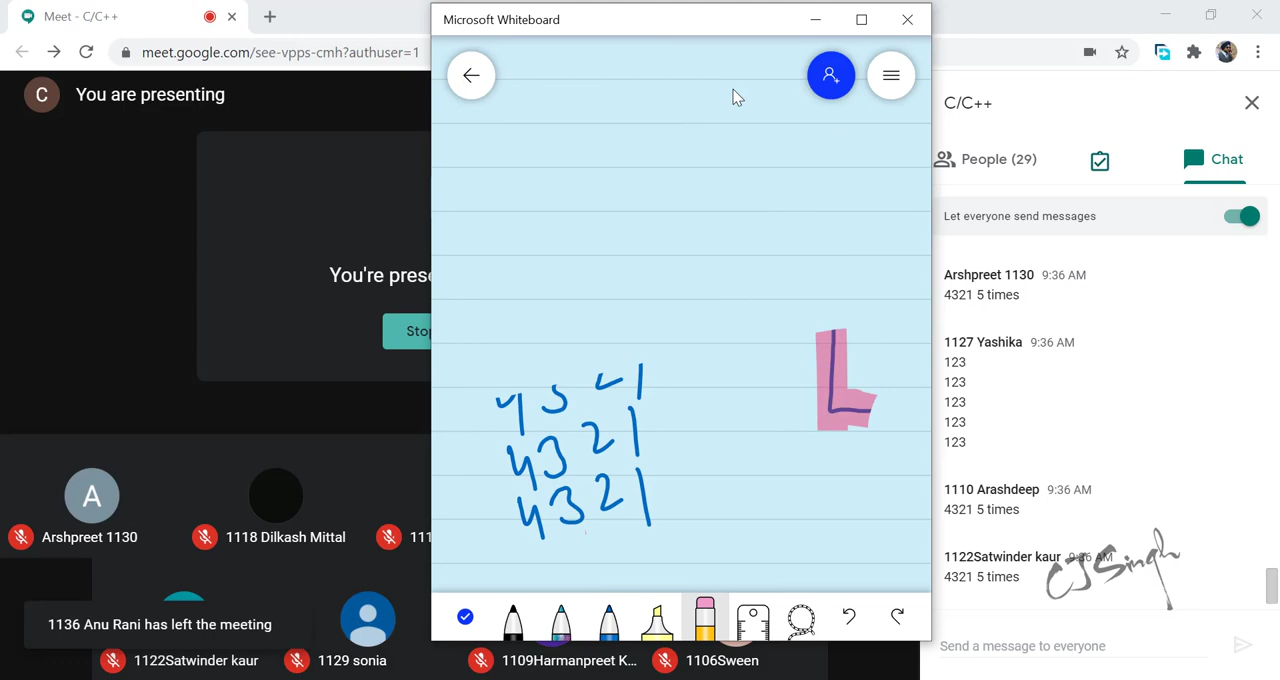 Meet - C/C++
meet.google.com/see-vpps-cmh?authuser=1
C
You are presenting
You're prese
Stop
A
Arshpreet 1130
1118 Dilkash Mittal
111
1136 Anu Rani has left the meeting
1122Satwinder kaur
1129 sonia
1109Harmanpreet K...
1106Sween
Microsoft Whiteboard
4 3 2 1
4 3 2 1
4 3 2 1
C/C++
People (29)
Chat
Let everyone send messages
Arshpreet 1130 9:36 AM
4321 5 times
1127 Yashika 9:36 AM
123
123
123
123
123
1110 Arashdeep 9:36 AM
4321 5 times
1122Satwinder kaur 9:36 AM
4321 5 times
CJSingh
Send a message to everyone